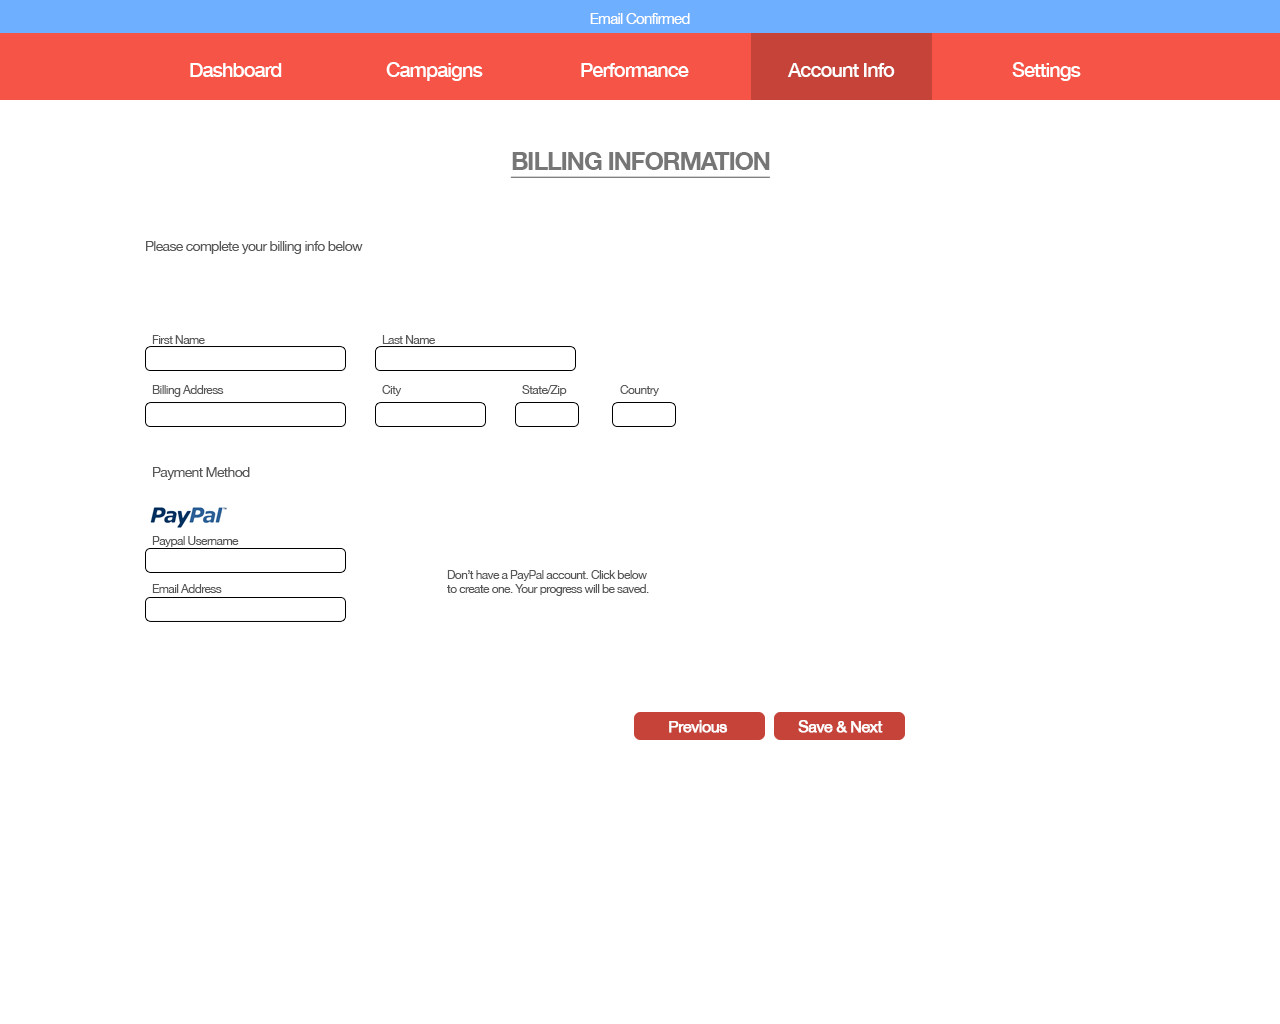 Email Confirmed
Dashboard Campaigns Performance Account Info Settings
BILLING INFORMATION
Please complete your billing info below
First Name Last Name
Billing Address City State/Zip Country
Payment Method
PayPal™
Paypal Username
Email Address
Don't have a PayPal account. Click below
to create one. Your progress will be saved.
Previous Save & Next